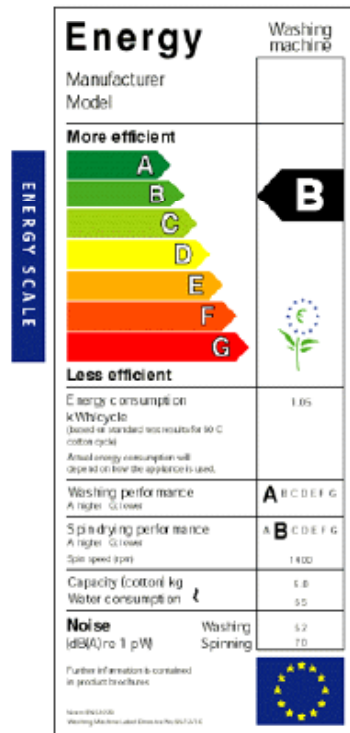 Energy
Washing
machine
Manufacturer
Model
More efficient
A
B
C
D
E
F
G
B
ENERGY SCALE
Less efficient
Energy consumption
kWh/cycle
1.05
(based on standard test results for 60 C
cotton cycle)
Actual energy consumption will
depend on how the appliance is used.
Washing performance
A higher G lower
A B C D E F G
Spin drying performance
A higher G lower
A B C D E F G
Spin speed (rpm)
1400
Capacity (cotton) kg
5.0
Water consumption ℓ
55
Noise
(dB(A) re 1 pW)
Washing
5.2
Spinning
70
Further information is contained
in product brochures